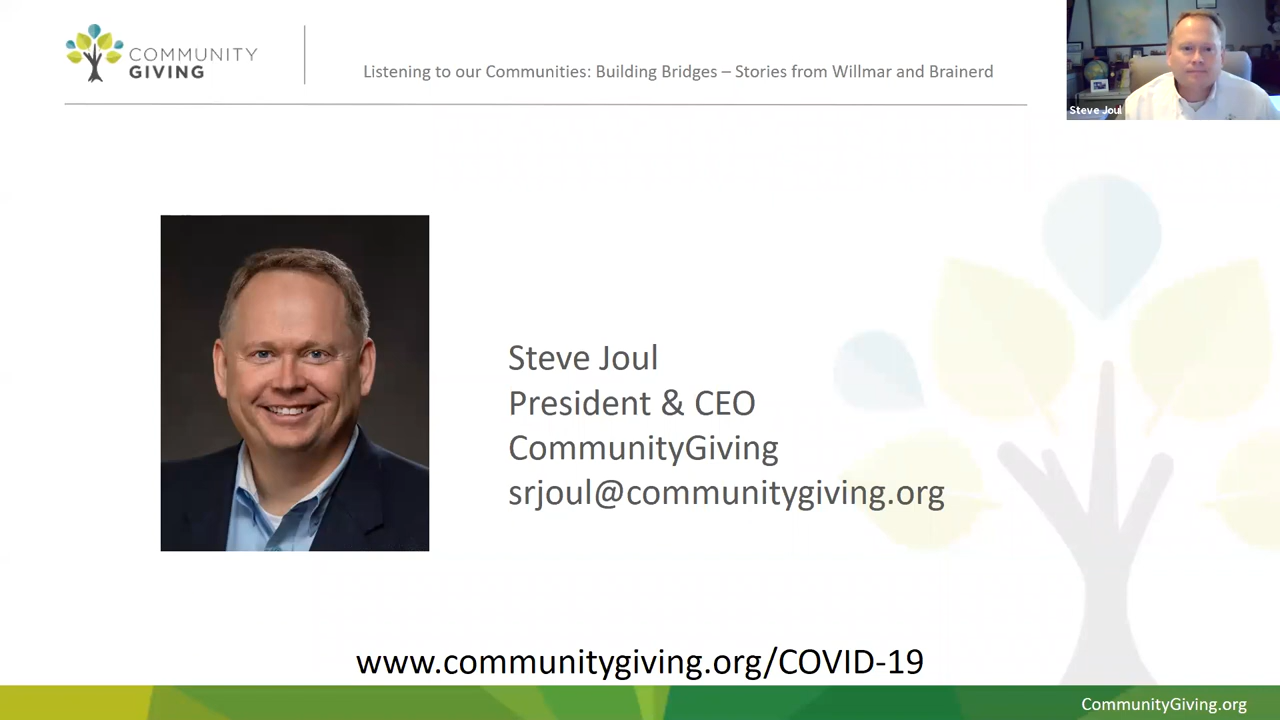 COMMUNITY
GIVING
Listening to our Communities: Building Bridges – Stories from Willmar and Brainerd
Steve Joul
Steve Joul
President & CEO
CommunityGiving
srjoul@communitygiving.org
www.communitygiving.org/COVID-19
CommunityGiving.org